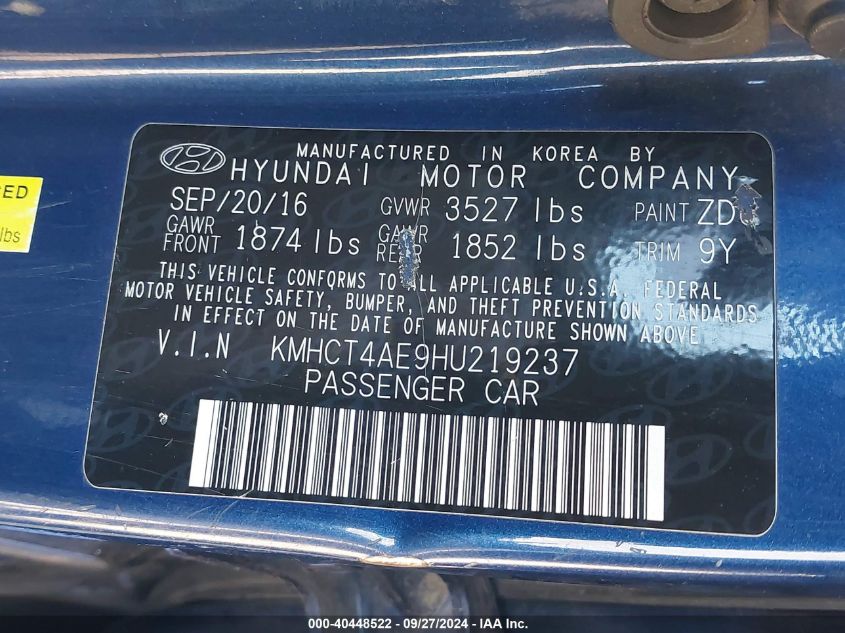 MANUFACTURED IN KOREA BY
HYUNDAI MOTOR COMPANY
SEP/20/16 GVWR 3527 lbs PAINT
GAWR FRONT 1874 lbs GAWR REAR 1852 lbs TRIM 9Y
THIS VEHICLE CONFORMS TO ALL APPLICABLE U.S.A. FEDERAL
MOTOR VEHICLE SAFETY, BUMPER, AND THEFT PREVENTION STANDARDS
IN EFFECT ON THE DATE OF MANUFACTURE SHOWN ABOVE
V.I.N KMHCT4AE9HU219237
PASSENGER CAR
lbs
000-40448522 - 09/27/2024 - IAA Inc.